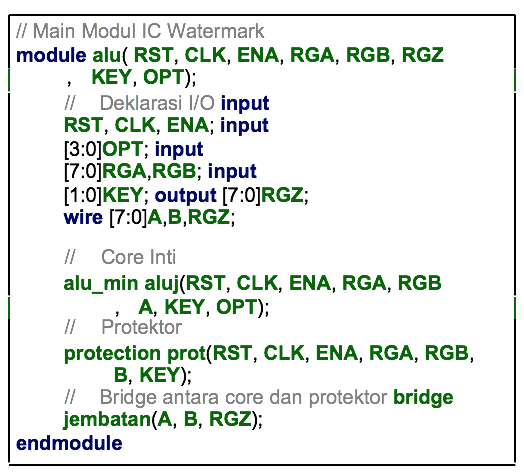 // Main Modul IC Watermark
module alu( RST, CLK, ENA, RGA, RGB, RGZ
, KEY, OPT);
// Deklarasi I/O input
RST, CLK, ENA; input
[3:0]OPT; input
[7:0]RGA,RGB; input
[1:0]KEY; output [7:0]RGZ;
wire [7:0]A,B,RGZ;
// Core Inti
alu_min aluj(RST, CLK, ENA, RGA, RGB
, A, KEY, OPT);
// Protektor
protection prot(RST, CLK, ENA, RGA, RGB,
B, KEY);
// Bridge antara core dan protektor bridge
jembatan(A, B, RGZ);
endmodule